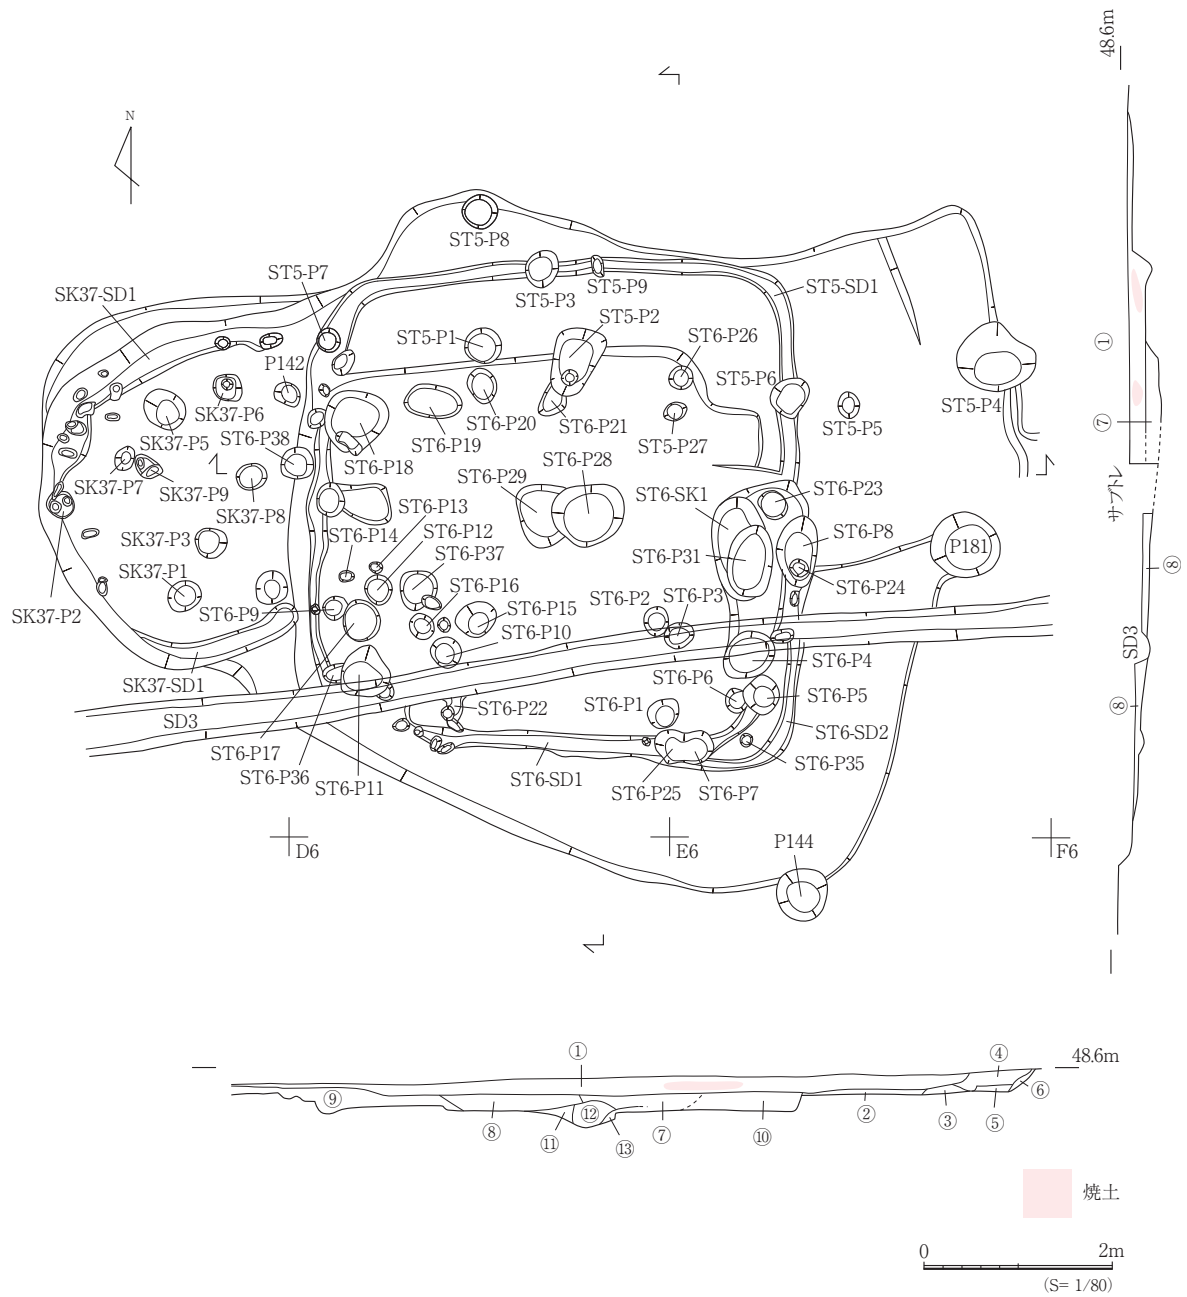 48.6m
N
ST5-P8
ST5-P7
ST5-P3
ST5-P9
ST5-SD1
SK37-SD1
ST5-P1
ST5-P2
ST6-P26
P142
ST5-P6
SK37-P6
ST6-P20
ST5-P4
ST5-P5
SK37-P5
ST6-P19
ST6-P21
ST5-P27
ST6-P38
ST6-P18
ST6-P28
ST6-P29
SK37-P7
SK37-P9
ST6-SK1
ST6-P23
ST6-P13
SK37-P8
ST6-P12
ST6-P14
ST6-P8
SK37-P3
ST6-P37
ST6-P31
P181
SK37-P1
ST6-P16
ST6-P24
ST6-P2
ST6-P3
ST6-P9
ST6-P15
SK37-P2
ST6-P10
ST6-P4
SK37-SD1
ST6-P6
ST6-P5
ST6-P22
ST6-P1
SD3
ST6-SD2
ST6-P17
ST6-P36
ST6-P11
ST6-SD1
ST6-P35
ST6-P25
ST6-P7
①
⑦
サブトレ
⑧
SD3
⑧
D6
E6
F6
P144
①
48.6m
④
⑨
⑧
⑪
⑫
⑬
⑦
⑩
②
③
⑤
⑥
焼土
0
2m
(S= 1/80)